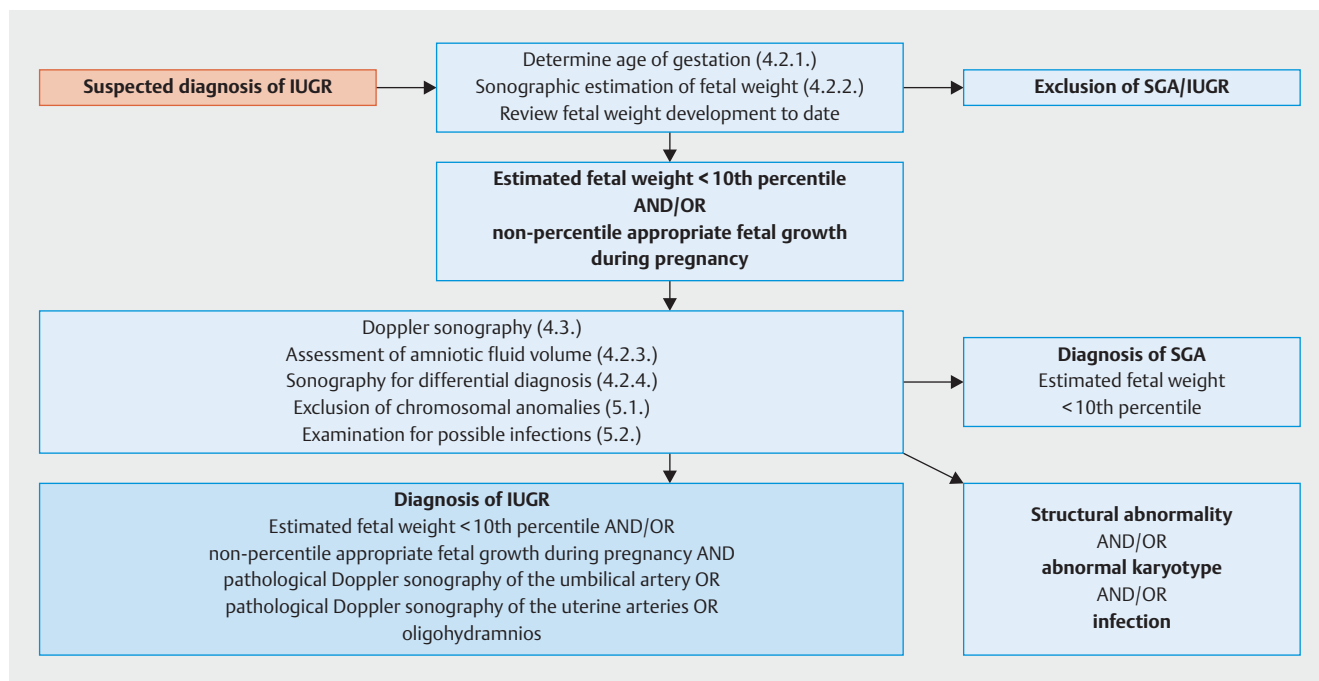 Suspected diagnosis of IUGR
Determine age of gestation (4.2.1.)
Sonographic estimation of fetal weight (4.2.2.)
Review fetal weight development to date
Exclusion of SGA/IUGR
Estimated fetal weight < 10th percentile
AND/OR
non-percentile appropriate fetal growth
during pregnancy
Doppler sonography (4.3.)
Assessment of amniotic fluid volume (4.2.3.)
Sonography for differential diagnosis (4.2.4.)
Exclusion of chromosomal anomalies (5.1.)
Examination for possible infections (5.2.)
Diagnosis of SGA
Estimated fetal weight
< 10th percentile
Diagnosis of IUGR
Estimated fetal weight < 10th percentile AND/OR
non-percentile appropriate fetal growth during pregnancy AND
pathological Doppler sonography of the umbilical artery OR
pathological Doppler sonography of the uterine arteries OR
oligohydramnios
Structural abnormality
AND/OR
abnormal karyotype
AND/OR
infection